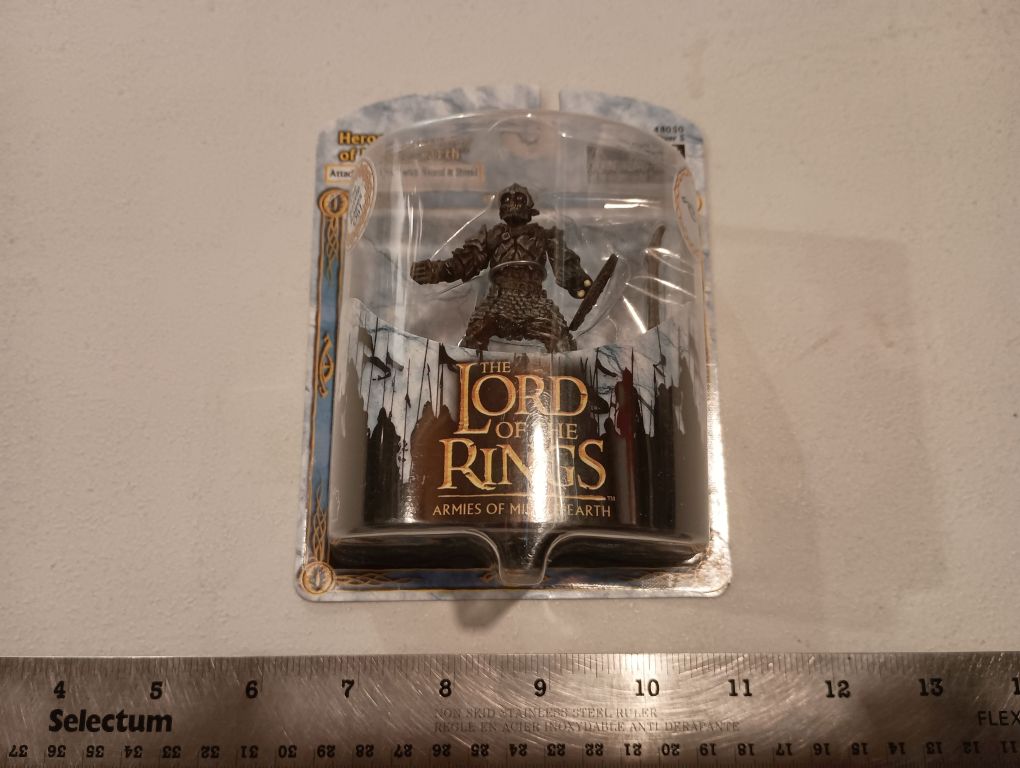 48050
THE
LORD
OF THE
RINGS
™
ARMIES OF MIDDLE-EARTH
4 5 6 7 8 9 10 11 12 13
Selectum
NON SKID STAINLESS STEEL RULER
RÈGLE EN ACIER INOXYDABLE ANTI DÉRAPANTE
FLEX
37 36 35 34 33 32 31 30 29 28 27 26 25 24 23 22 21 20 19 18 17 16 15 14 13 12 11